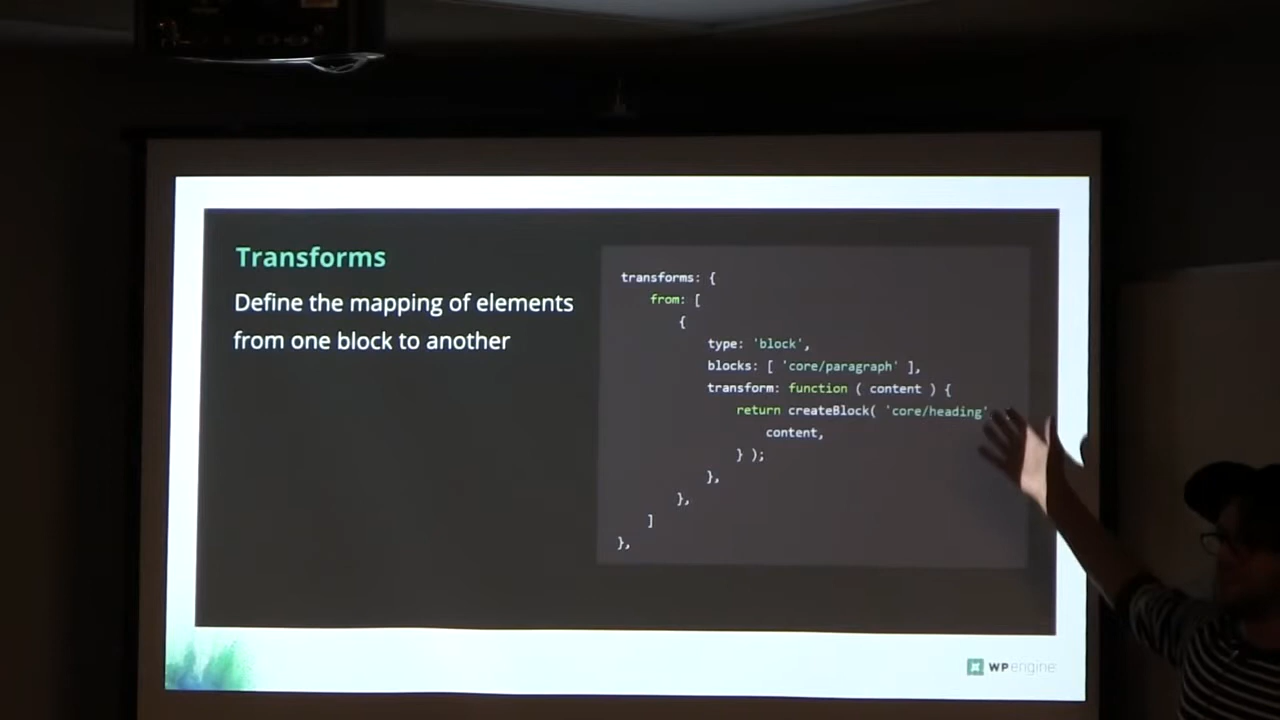 Transforms
Define the mapping of elements
from one block to another
transforms: {
from: [
{
type: 'block',
blocks: [ 'core/paragraph' ],
transform: function ( content ) {
return createBlock( 'core/heading'
content,
} );
},
},
]
},
WP engine